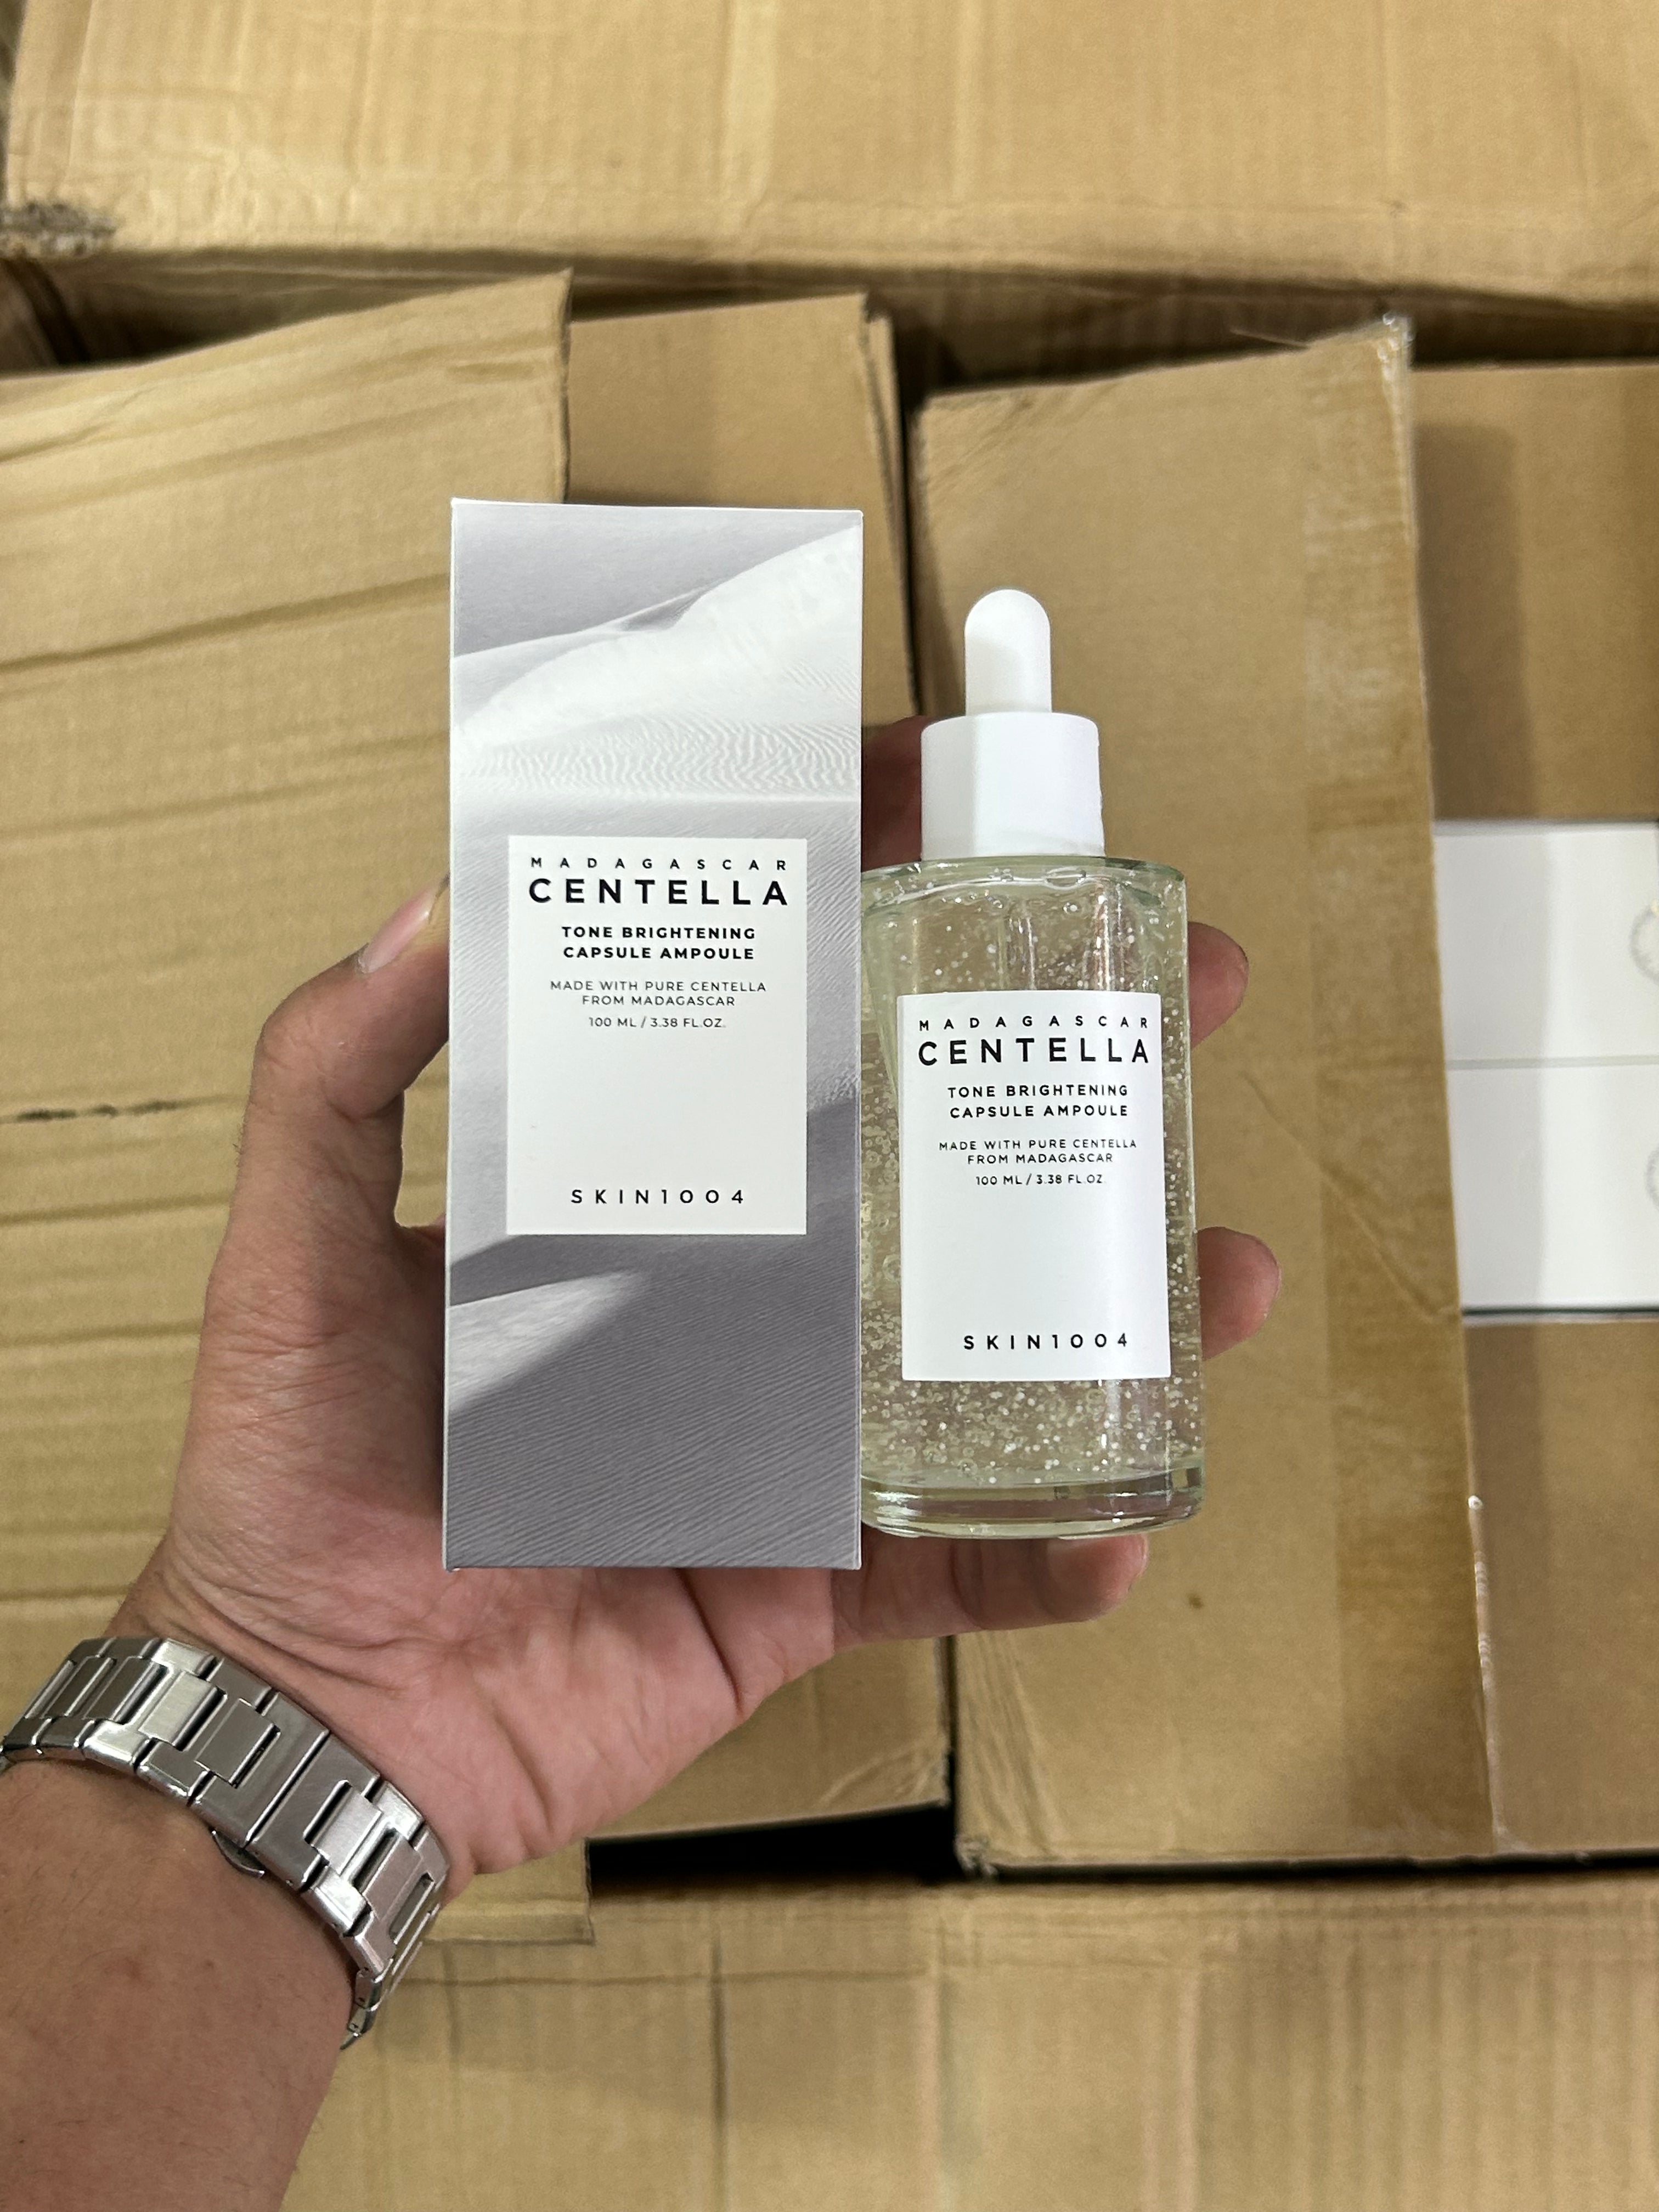 MADAGASCAR
CENTELLA
TONE BRIGHTENING
CAPSULE AMPOULE
MADE WITH PURE CENTELLA
FROM MADAGASCAR
100 ML / 3.38 FL.OZ.
SKIN1004
MADAGASCAR
CENTELLA
TONE BRIGHTENING
CAPSULE AMPOULE
MADE WITH PURE CENTELLA
FROM MADAGASCAR
100 ML / 3.38 FL.OZ.
SKIN1004